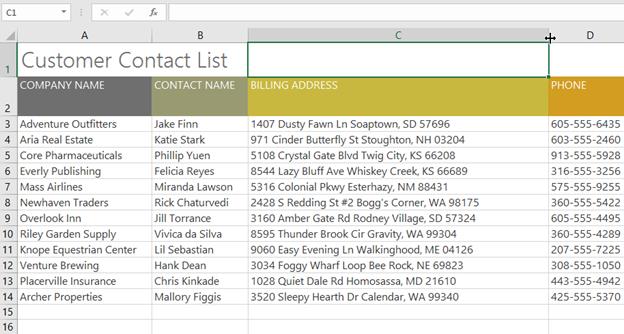 C1 fx
A B C D
1 Customer Contact List
2 COMPANY NAME CONTACT NAME BILLING ADDRESS PHONE
3 Adventure Outfitters Jake Finn 1407 Dusty Fawn Ln Soaptown, SD 57696 605-555-6435
4 Aria Real Estate Katie Stark 971 Cinder Butterfly St Stoughton, NH 03204 603-555-2460
5 Core Pharmaceuticals Phillip Yuen 5108 Crystal Gate Blvd Twig City, KS 66208 913-555-5928
6 Everly Publishing Felicia Reyes 8544 Lazy Bluff Ave Whiskey Creek, KS 66689 316-555-3256
7 Mass Airlines Miranda Lawson 5316 Colonial Pkwy Esterhazy, NM 88431 575-555-9255
8 Newhaven Traders Rick Chaturvedi 2428 S Redding St #2 Bogg's Corner, WA 98175 360-555-5422
9 Overlook Inn Jill Torrance 3160 Amber Gate Rd Rodney Village, SD 57324 605-555-4495
10 Riley Garden Supply Vivica da Silva 8595 Thunder Brook Cir Gravity, WA 99304 360-555-4289
11 Knope Estingshausen Center Lil Sebastian 9060 Easy Evening Ln Walkinghood, ME 04126 207-555-7225
12 Venture Brewing Hank Dean 3034 Foggy Wharf Loop Bee Rock, NE 69823 308-555-1050
13 Placerville Insurance Chris Kinkade 1028 Quiet Dale Rd Homosassa, MD 21610 443-555-4942
14 Archer Properties Mallory Figgis 3520 Sleepy Hearth Dr Calendar, WA 99340 425-555-5370
15
16